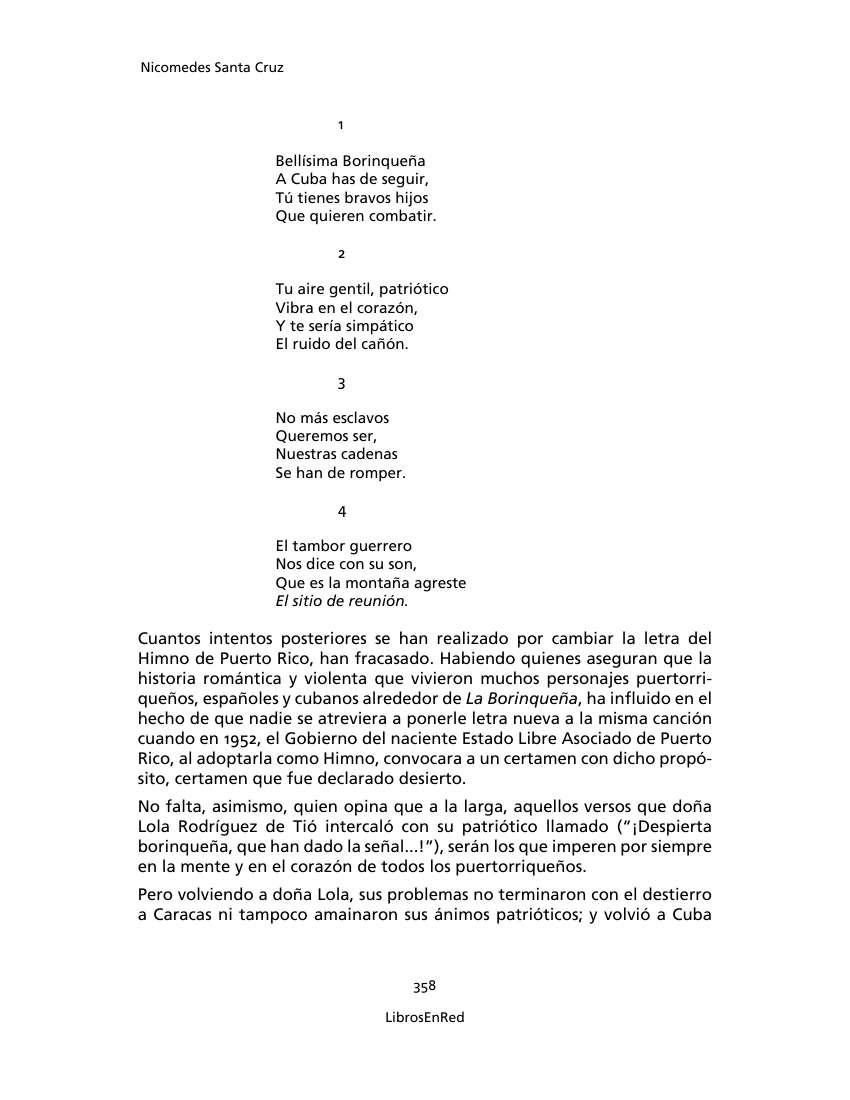 Nicomedes Santa Cruz
1
Bellísima Borinqueña
A Cuba has de seguir,
Tú tienes bravos hijos
Que quieren combatir.
2
Tu aire gentil, patriótico
Vibra en el corazón,
Y te sería simpático
El ruido del cañón.
3
No más esclavos
Queremos ser,
Nuestras cadenas
Se han de romper.
4
El tambor guerrero
Nos dice con su son,
Que es la montaña agreste
El sitio de reunión.
Cuantos intentos posteriores se han realizado por cambiar la letra del
Himno de Puerto Rico, han fracasado. Habiendo quienes aseguran que la
historia romántica y violenta que vivieron muchos personajes puertorri-
queños, españoles y cubanos alrededor de La Borinqueña, ha influido en el
hecho de que nadie se atreviera a ponerle letra nueva a la misma canción
cuando en 1952, el Gobierno del naciente Estado Libre Asociado de Puerto
Rico, al adoptarla como Himno, convocara a un certamen con dicho propó-
sito, certamen que fue declarado desierto.
No falta, asimismo, quien opina que a la larga, aquellos versos que doña
Lola Rodríguez de Tió intercaló con su patriótico llamado (“¡Despierta
borinqueña, que han dado la señal...!”), serán los que imperen por siempre
en la mente y en el corazón de todos los puertorriqueños.
Pero volviendo a doña Lola, sus problemas no terminaron con el destierro
a Caracas ni tampoco amainaron sus ánimos patrióticos; y volvió a Cuba
358
LibrosEnRed